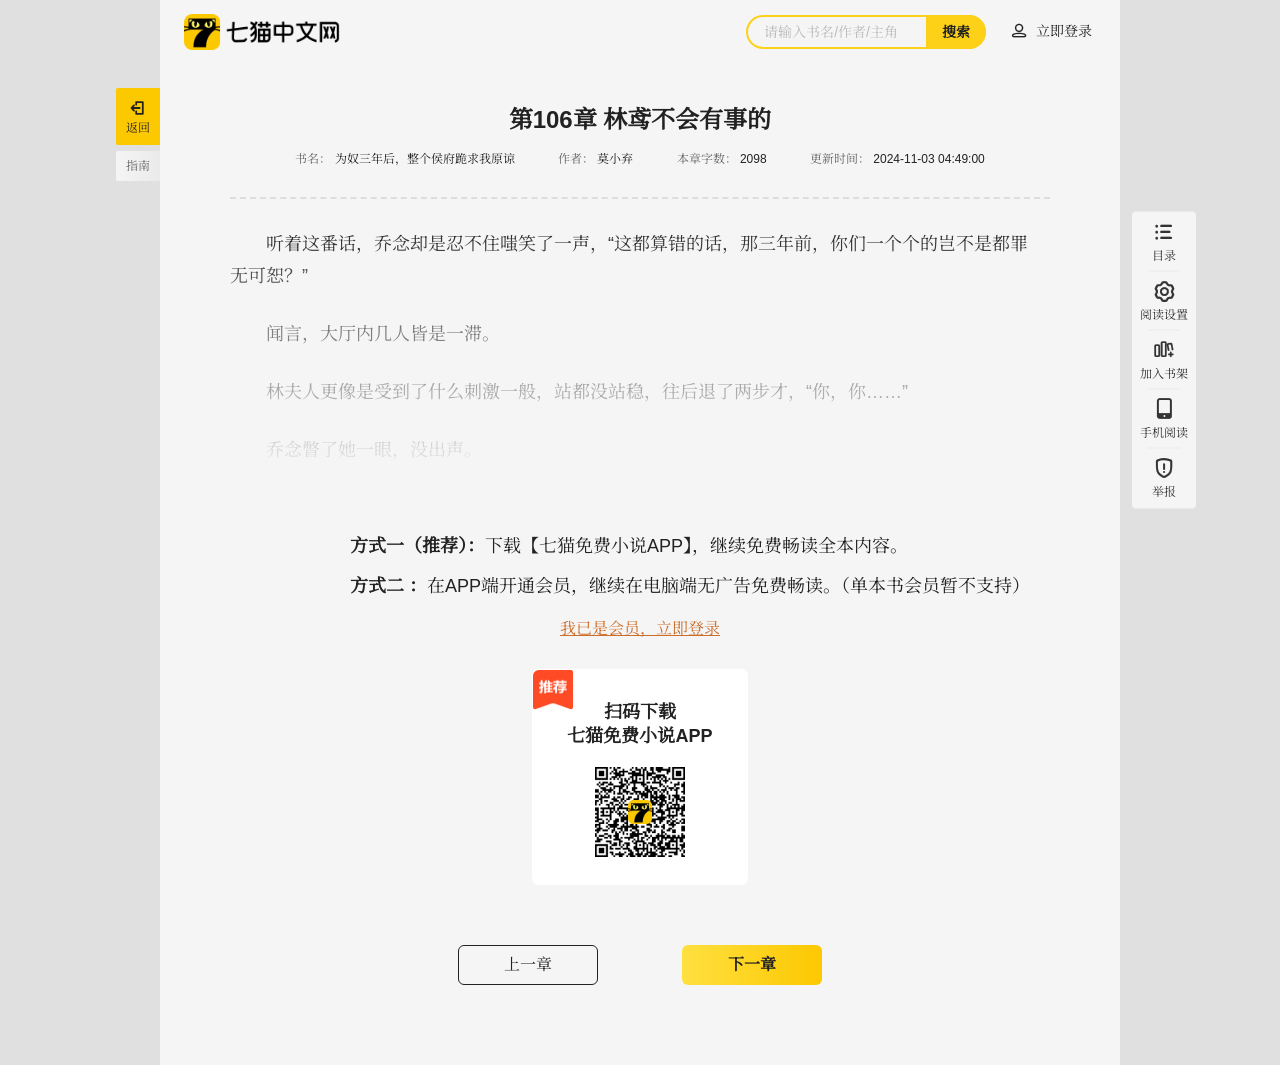 七猫中文网
请输入书名/作者/主角
搜索
立即登录
返回
指南
第106章 林鸢不会有事的
书名： 为奴三年后，整个侯府跪求我原谅 作者： 莫小弃 本章字数： 2098 更新时间： 2024-11-03 04:49:00
听着这番话，乔念却是忍不住嗤笑了一声，“这都算错的话，那三年前，你们一个个的岂不是都罪
无可恕？”
闻言，大厅内几人皆是一滞。
林夫人更像是受到了什么刺激一般，站都没站稳，往后退了两步才，“你，你……”
乔念瞥了她一眼，没出声。
目录
阅读设置
加入书架
手机阅读
举报
方式一（推荐）：下载【七猫免费小说APP】，继续免费畅读全本内容。
方式二 ：在APP端开通会员，继续在电脑端无广告免费畅读。（单本书会员暂不支持）
我已是会员，立即登录
推荐
扫码下载
七猫免费小说APP
上一章
下一章